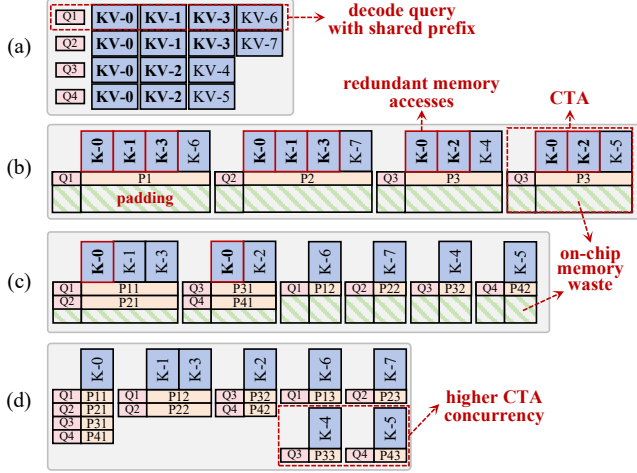 (a)
Q1 KV-0 KV-1 KV-3 KV-6
Q2 KV-0 KV-1 KV-3 KV-7
Q3 KV-0 KV-2 KV-4
Q4 KV-0 KV-2 KV-5
decode query
with shared prefix
redundant memory
accesses
CTA
(b)
K-0 K-1 K-3 K-6 K-0 K-1 K-3 K-7 K-0 K-2 K-4 K-0 K-2 K-5
Q1 P1 Q2 P2 Q3 P3 Q3 P3
padding
on-chip
memory
waste
(c)
K-0 K-1 K-3 K-0 K-2 K-6 K-7 K-4 K-5
Q1 P11 Q3 P31 Q1 P12 Q2 P22 Q3 P32 Q4 P42
Q2 P21 Q4 P41
(d)
K-0 K-1 K-3 K-2 K-6 K-7
Q1 P11 Q1 P12 Q3 P32 Q1 P13 Q2 P23
Q2 P21 Q2 P22 Q4 P42
Q3 P31
Q4 P41
K-4 K-5
Q3 P33 Q4 P43
higher CTA
concurrency